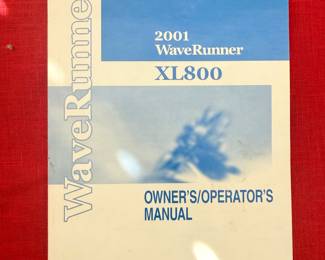 WaveRunner
2001
WaveRunner
XL800
OWNER'S/OPERATOR'S
MANUAL